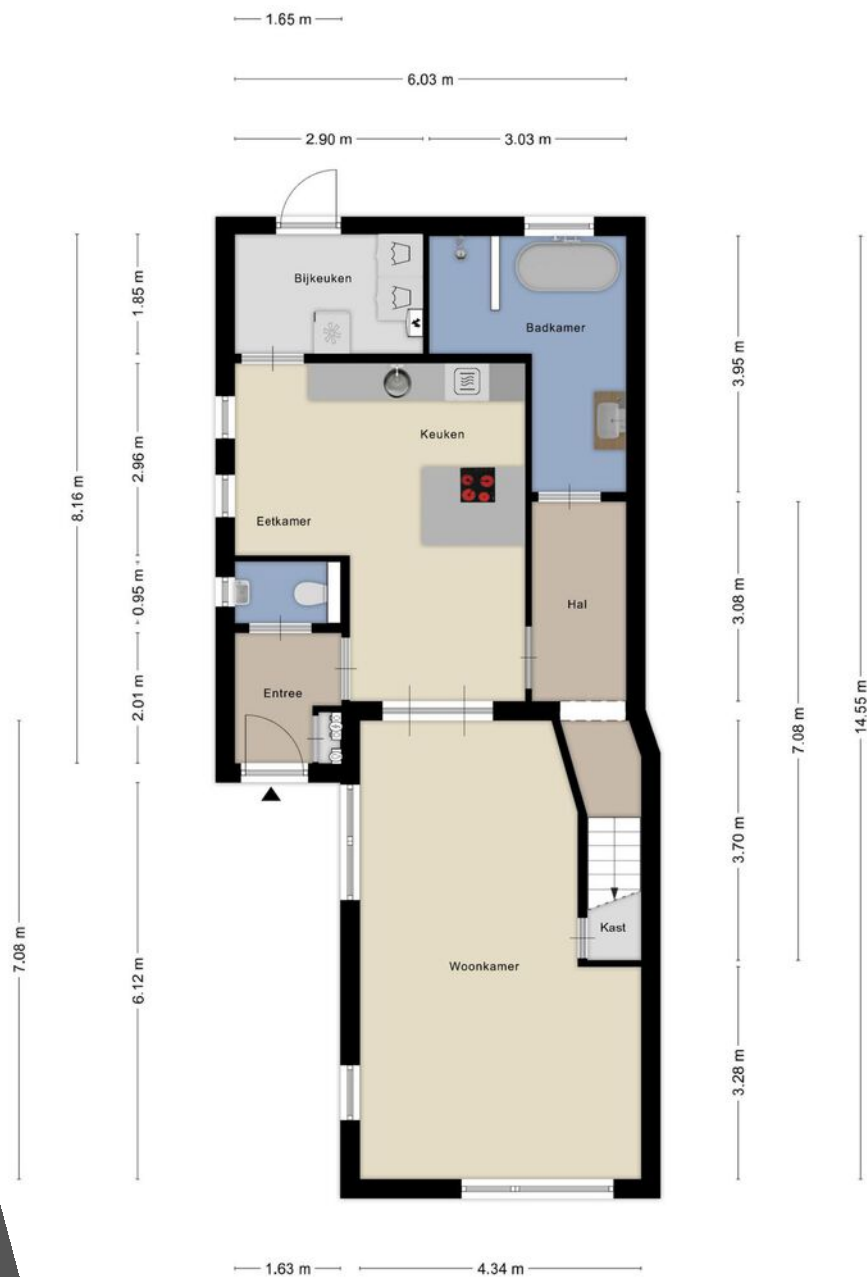 1.65 m
6.03 m
2.90 m
3.03 m
Bijkeuken
Badkamer
1.85 m
3.95 m
Keuken
2.96 m
8.16 m
Eetkamer
0.95 m
Hal
3.08 m
Entree
2.01 m
14.55 m
7.08 m
3.70 m
Kast
7.08 m
Woonkamer
6.12 m
3.28 m
1.63 m
4.34 m